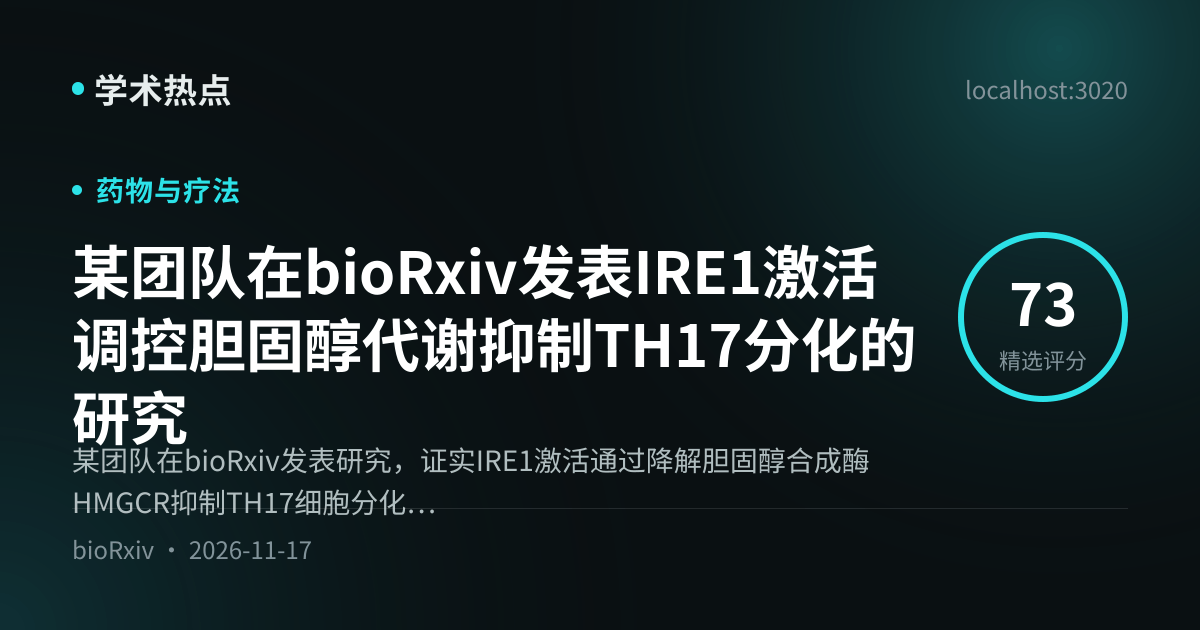 学术热点
localhost:3020
药物与疗法
某团队在bioRxiv发表IRE1激活
调控胆固醇代谢抑制TH17分化的
研究
73
精选评分
某团队在bioRxiv发表研究，证实IRE1激活通过降解胆固醇合成酶
HMGCR抑制TH17细胞分化…
bioRxiv · 2026-11-17